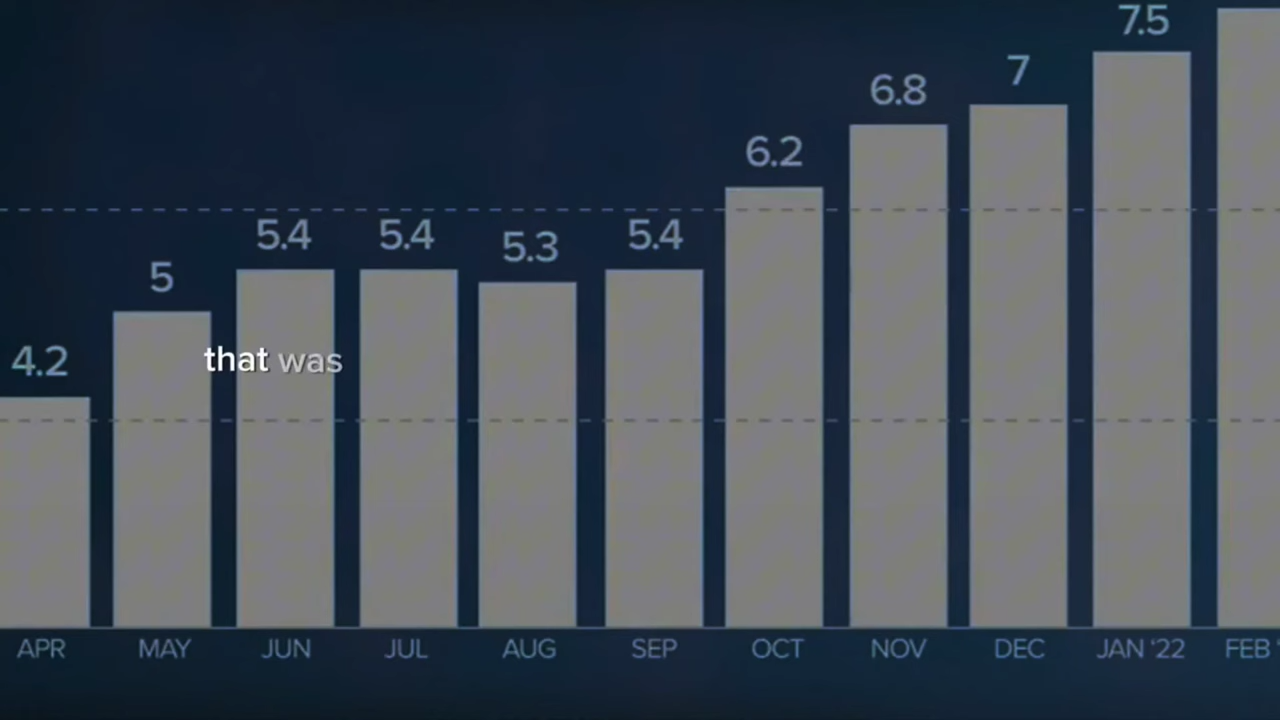 7.5
7
6.8
6.2
5.4 5.4 5.3 5.4
5
4.2
that was
APR MAY JUN JUL AUG SEP OCT NOV DEC JAN ‘22 FEB ‘